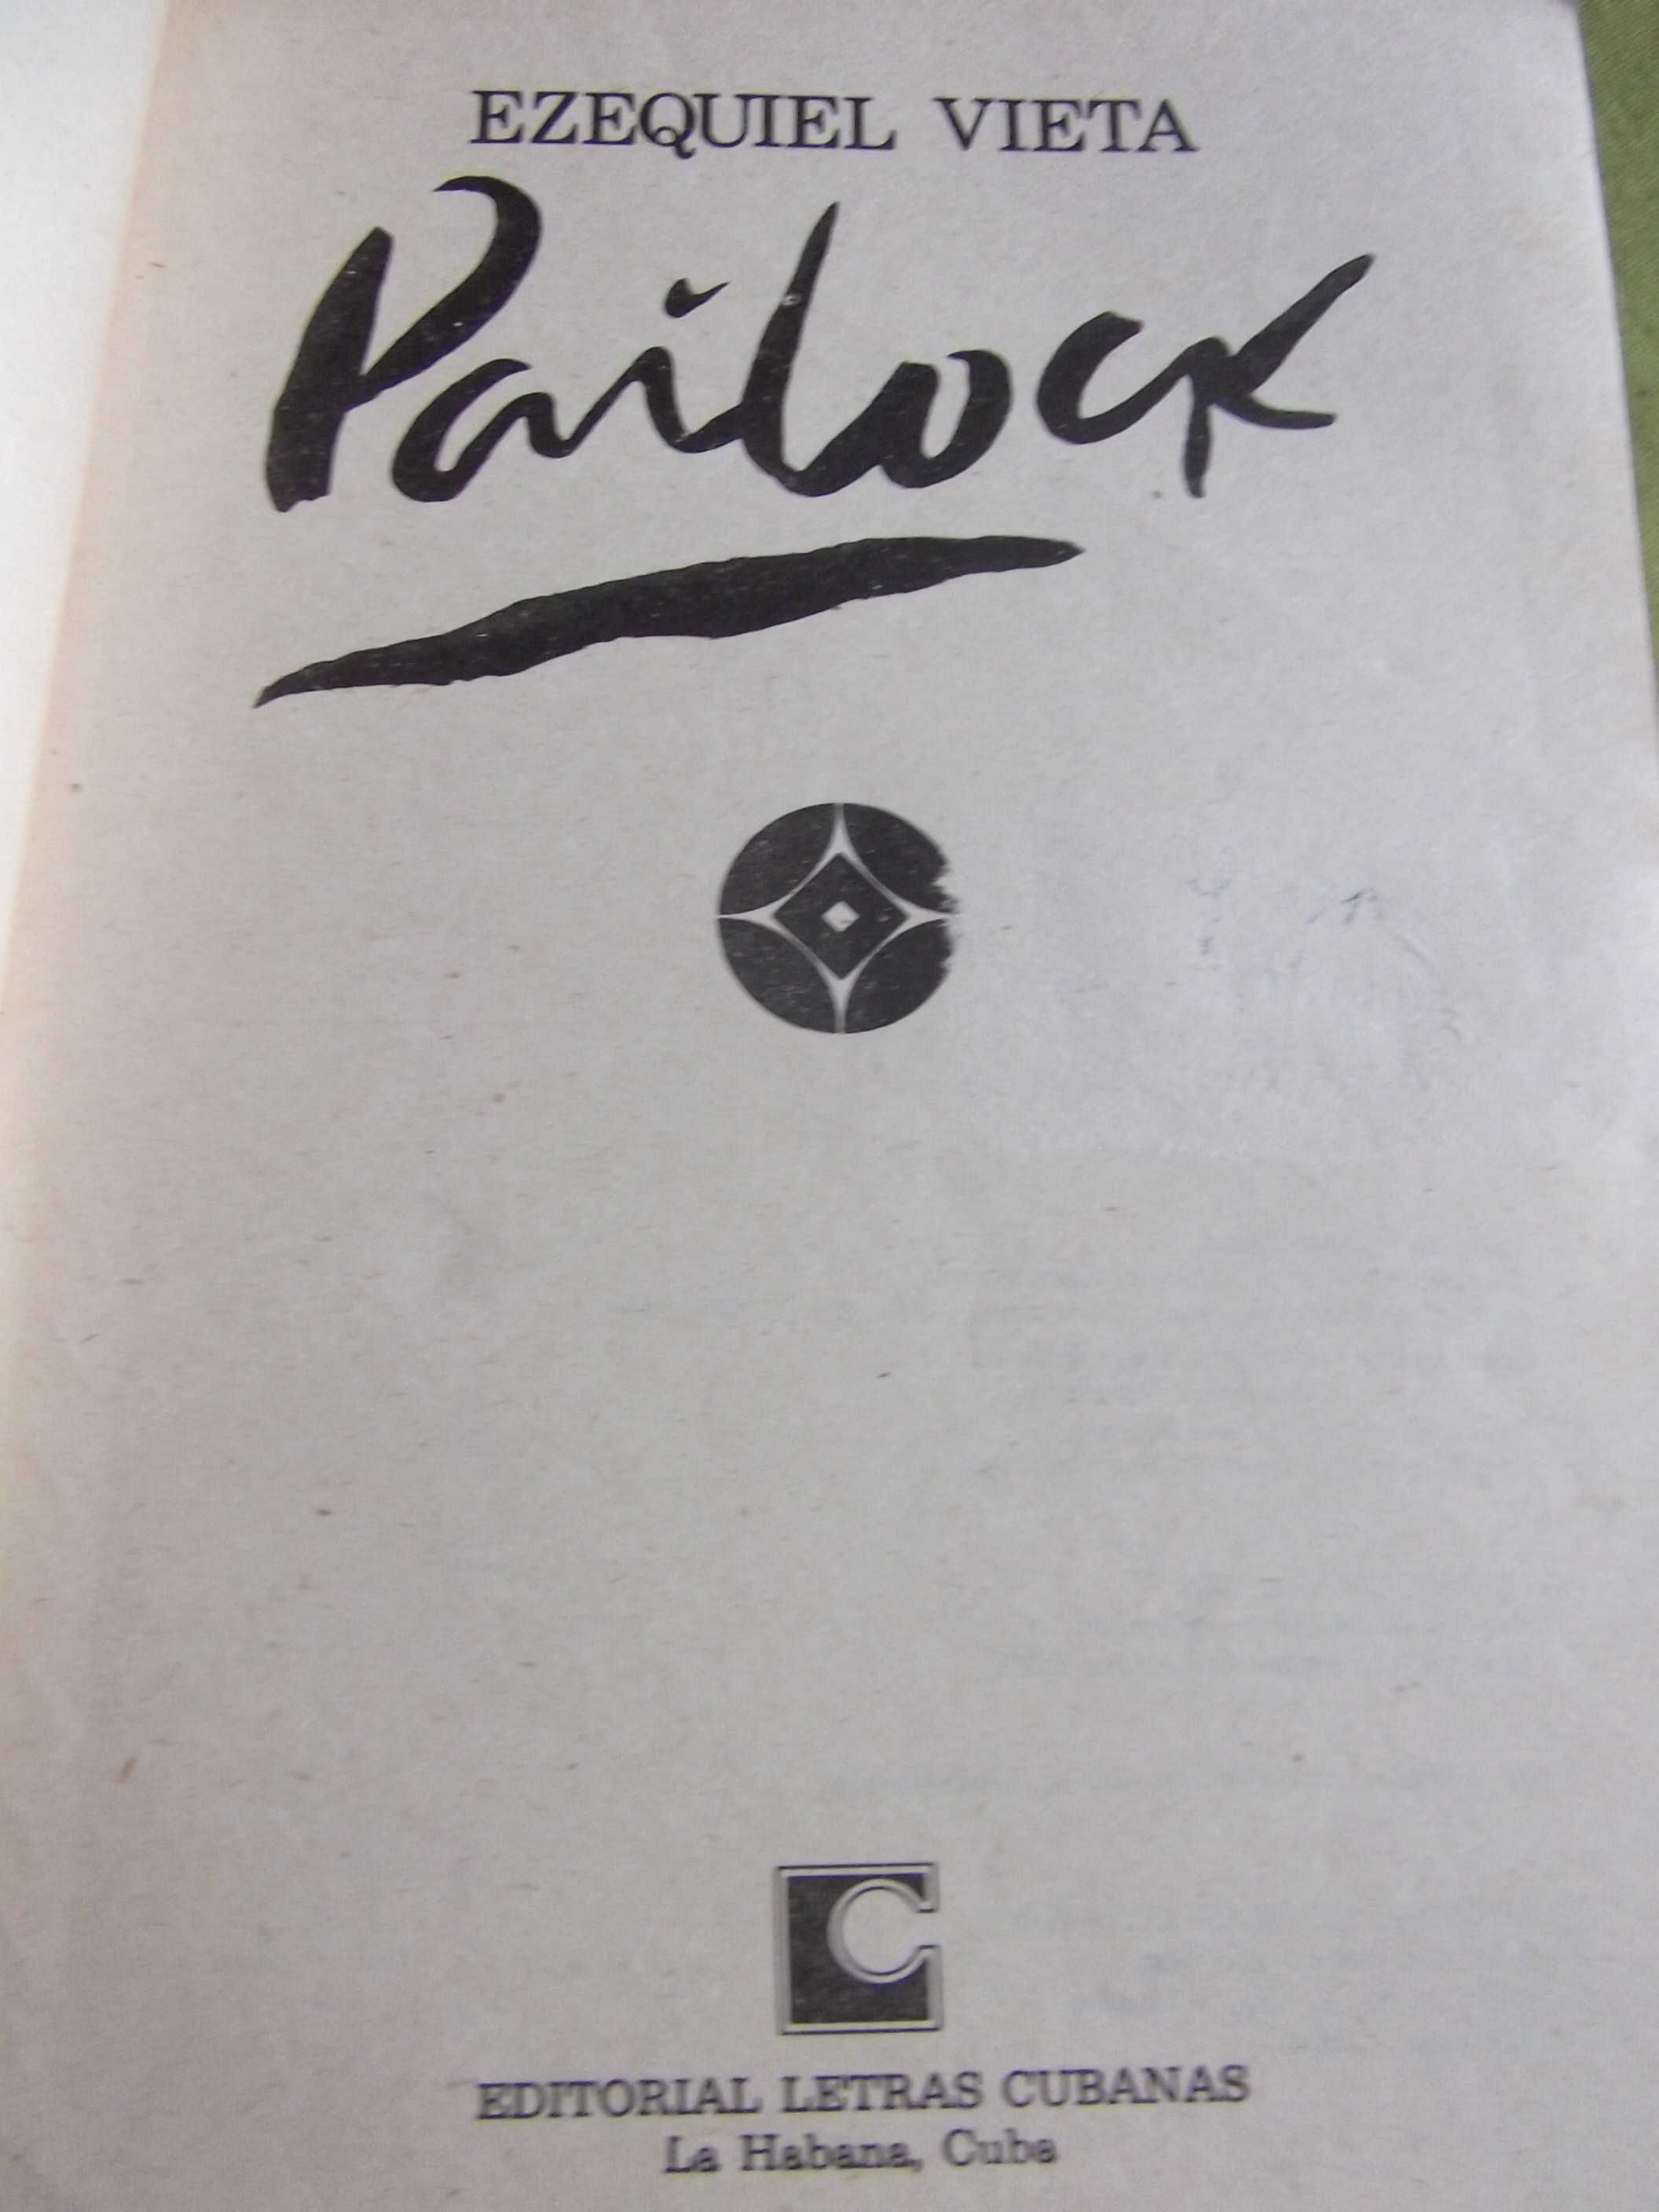 EZEQUIEL VIETA
Pailock
C
EDITORIAL LETRAS CUBANAS
La Habana, Cuba